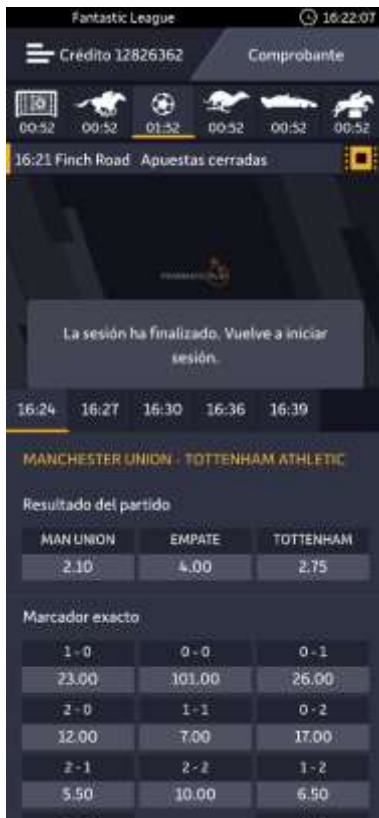 Fantastic League 16:22:07
Crédito 12826362 Comprobante
00:52 00:52 01:52 00:52 00:52 00:52
16:21 Finch Road Apuestas cerradas
La sesión ha finalizado. Vuelve a iniciar
sesión.
16:24 16:27 16:30 16:36 16:39
MANCHESTER UNION - TOTTENHAM ATHLETIC
Resultado del partido
MAN UNION EMPATE TOTTENHAM
2.10 4.00 2.75
Marcador exacto
1 - 0 0 - 0 0 - 1
23.00 101.00 26.00
2 - 0 1 - 1 0 - 2
12.00 7.00 17.00
2 - 1 2 - 2 1 - 2
5.50 10.00 6.50